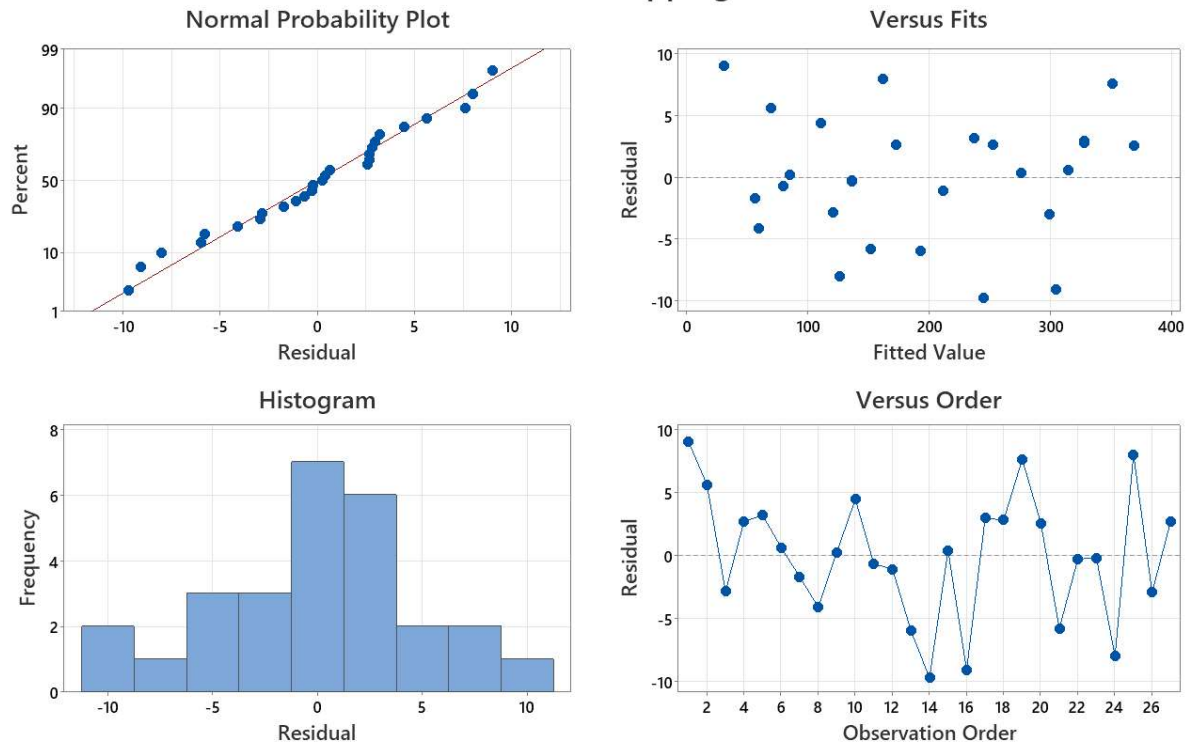 Normal Probability Plot
99
90
50
10
1
Percent
-10 -5 0 5 10
Residual
Versus Fits
10
5
0
-5
-10
Residual
0 100 200 300 400
Fitted Value
Histogram
8
6
4
2
0
Frequency
-10 -5 0 5 10
Residual
Versus Order
10
5
0
-5
-10
Residual
2 4 6 8 10 12 14 16 18 20 22 24 26
Observation Order